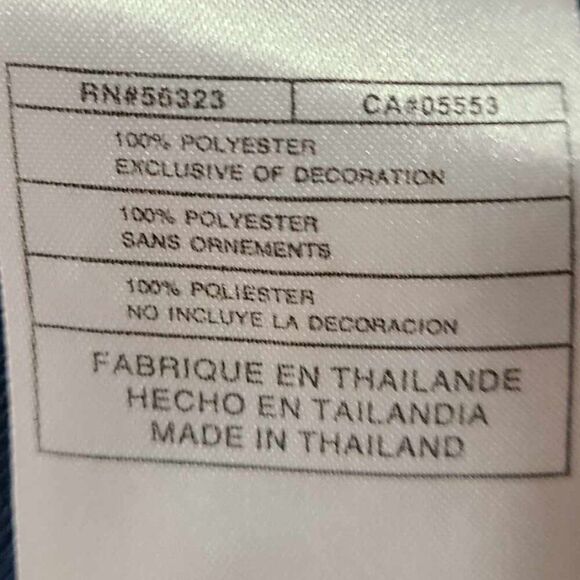 RN#56323 CA#05553
100% POLYESTER
EXCLUSIVE OF DECORATION
100% POLYESTER
SANS ORNEMENTS
100% POLIESTER
NO INCLUYE LA DECORACION
FABRIQUE EN THAILANDE
HECHO EN TAILANDIA
MADE IN THAILAND